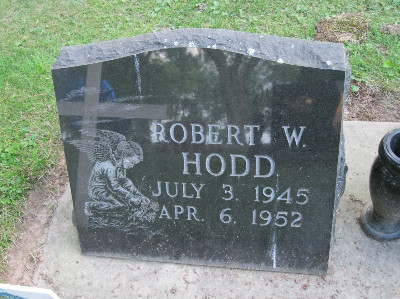 ROBERT W.
HODD
JULY 3. 1945
APR. 6. 1952